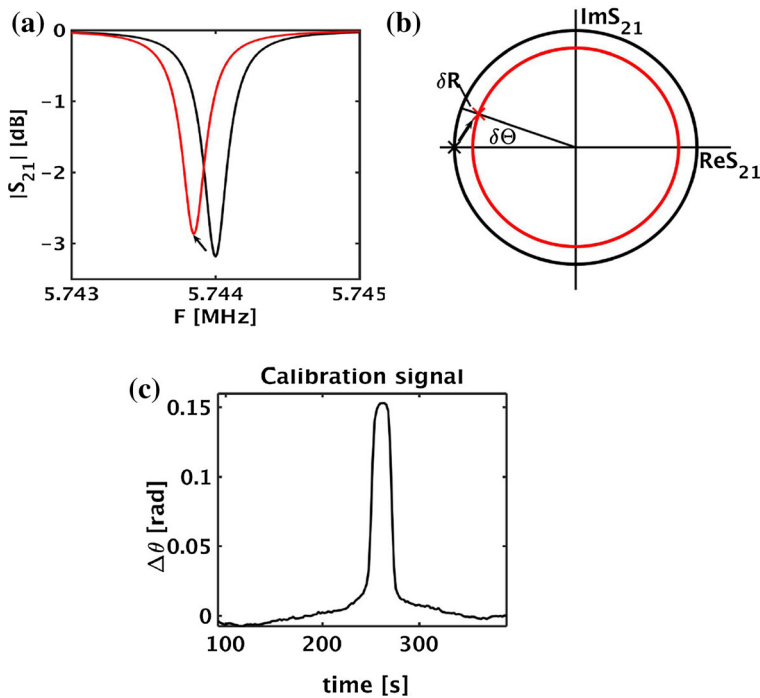 (a)
0
−1
−2
−3
|S21| [dB]
5.743 5.744 5.745
F [MHz]
(b)
ImS21
δR
δΘ
ReS21
(c)
Calibration signal
0.15
0.1
0.05
0
Δθ [rad]
100 200 300
time [s]